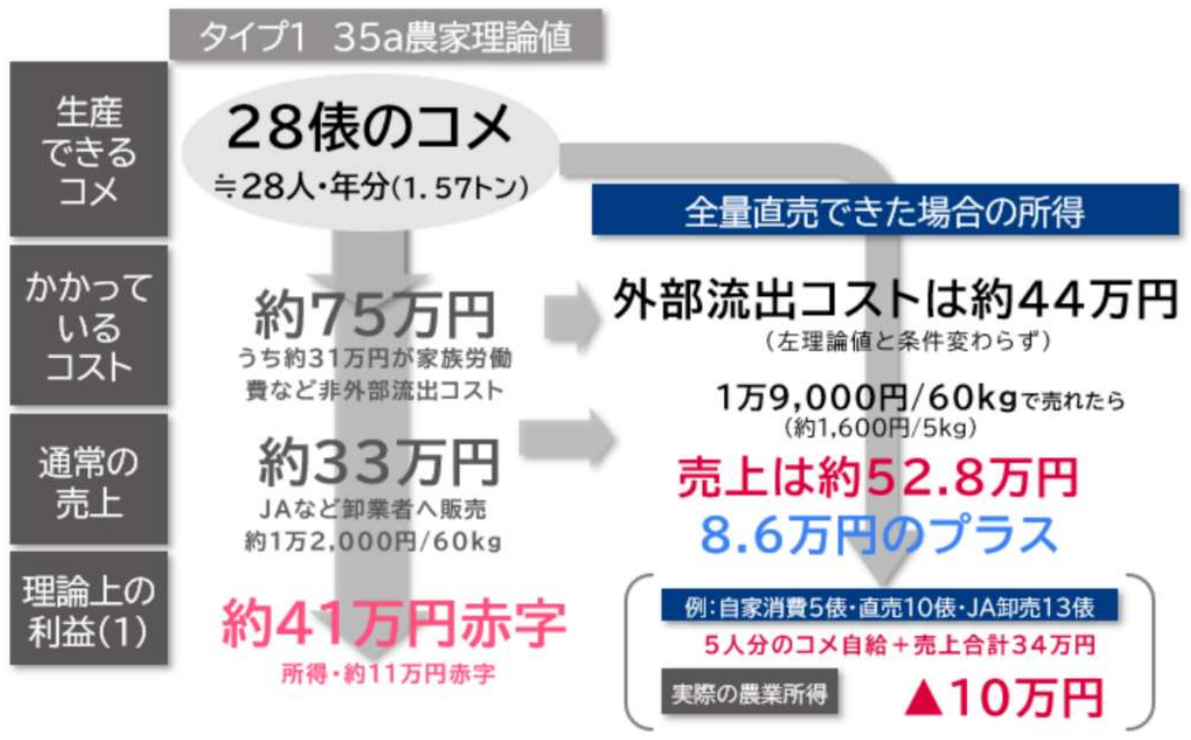 タイプ1 35a農家理論値
生産
できる
コメ
28俵のコメ
≒28人・年分(1.57トン)
全量直売できた場合の所得
かかって
いる
コスト
約75万円
うち約31万円が家族労働
費など非外部流出コスト
外部流出コストは約44万円
(左理論値と条件変わらず)
1万9,000円/60kgで売れたら
(約1,600円/5kg)
通常の
売上
約33万円
JAなど卸業者へ販売
約1万2,000円/60kg
売上は約52.8万円
8.6万円のプラス
理論上の
利益(1)
約41万円赤字
所得・約11万円赤字
例:自家消費5俵・直売10俵・JA卸売13俵
5人分のコメ自給+売上合計34万円
実際の農業所得
▲10万円